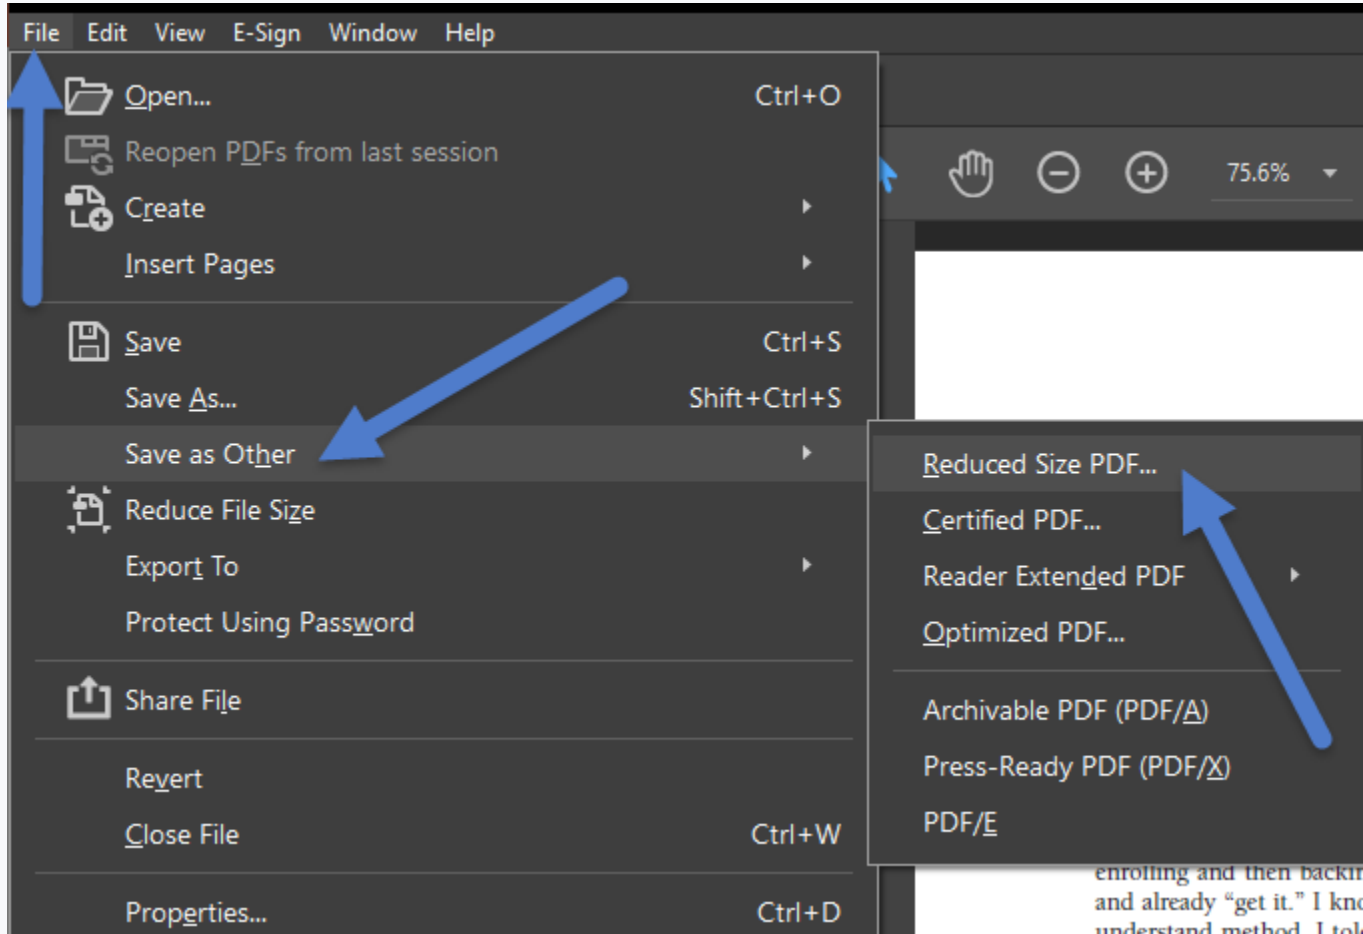 File Edit View E-Sign Window Help
Open... Ctrl+O
Reopen PDFs from last session
Create
Insert Pages
75.6%
Save Ctrl+S
Save As... Shift+Ctrl+S
Save as Other
Reduce File Size
Export To
Protect Using Password
Share File
Revert
Close File Ctrl+W
Properties... Ctrl+D
Reduced Size PDF...
Certified PDF...
Reader Extended PDF
Optimized PDF...
Archivable PDF (PDF/A)
Press-Ready PDF (PDF/X)
PDF/E
enrolling and then
and already “get it.” I
understand method. I